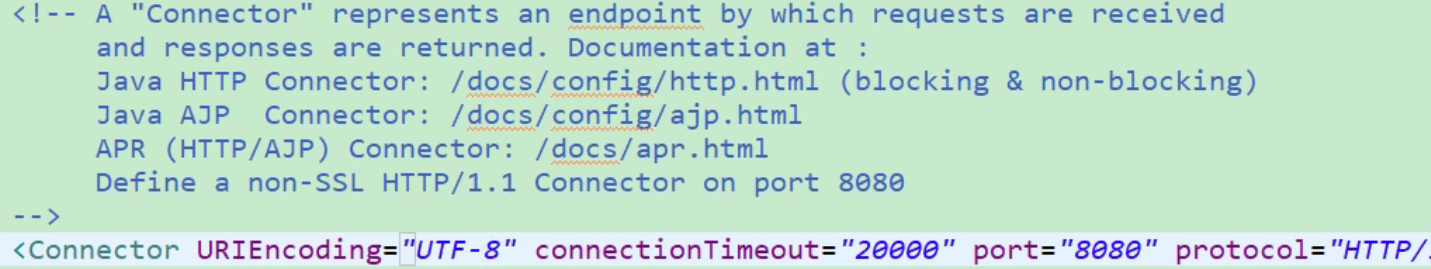 <!-- A "Connector" represents an endpoint by which requests are received
and responses are returned. Documentation at :
Java HTTP Connector: /docs/config/http.html (blocking & non-blocking)
Java AJP  Connector: /docs/config/ajp.html
APR (HTTP/AJP) Connector: /docs/apr.html
Define a non-SSL HTTP/1.1 Connector on port 8080
-->
<Connector URIEncoding="UTF-8" connectionTimeout="20000" port="8080" protocol="HTTP/